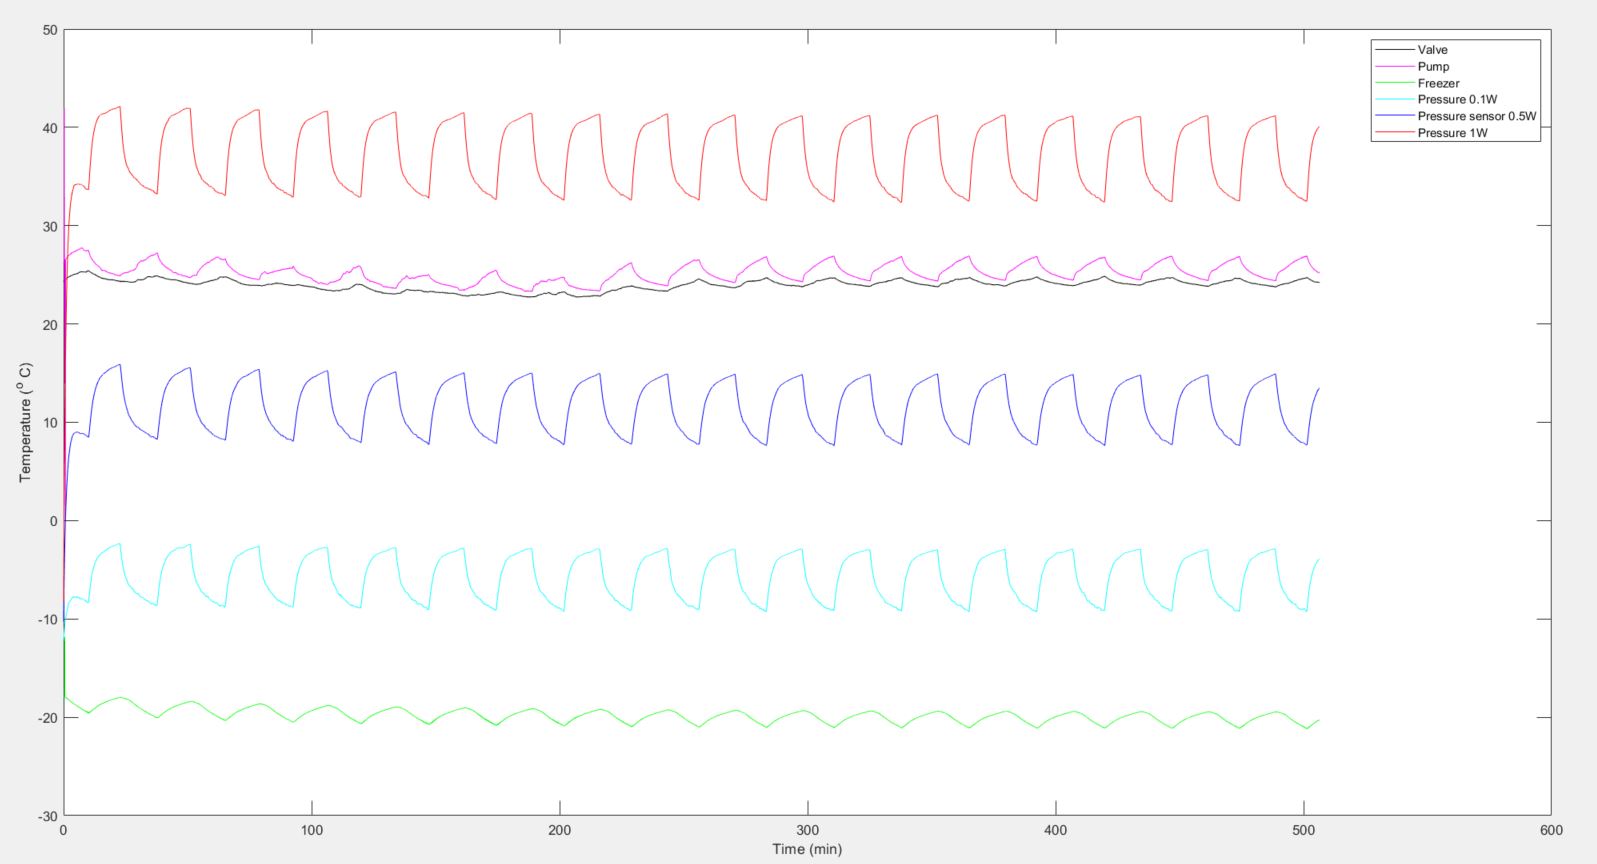 50
40
30
20
10
0
-10
-20
-30
Temperature (° C)
0
100
200
300
400
500
600
Time (min)
Valve
Pump
Freezer
Pressure 0.1W
Pressure sensor 0.5W
Pressure 1W